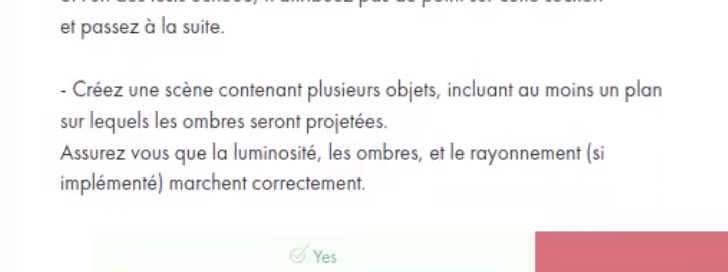 et passez à la suite.
- Créez une scène contenant plusieurs objets, incluant au moins un plan
sur lequels les ombres seront projetées.
Assurez vous que la luminosité, les ombres, et le rayonnement (si
implémenté) marchent correctement.
Yes